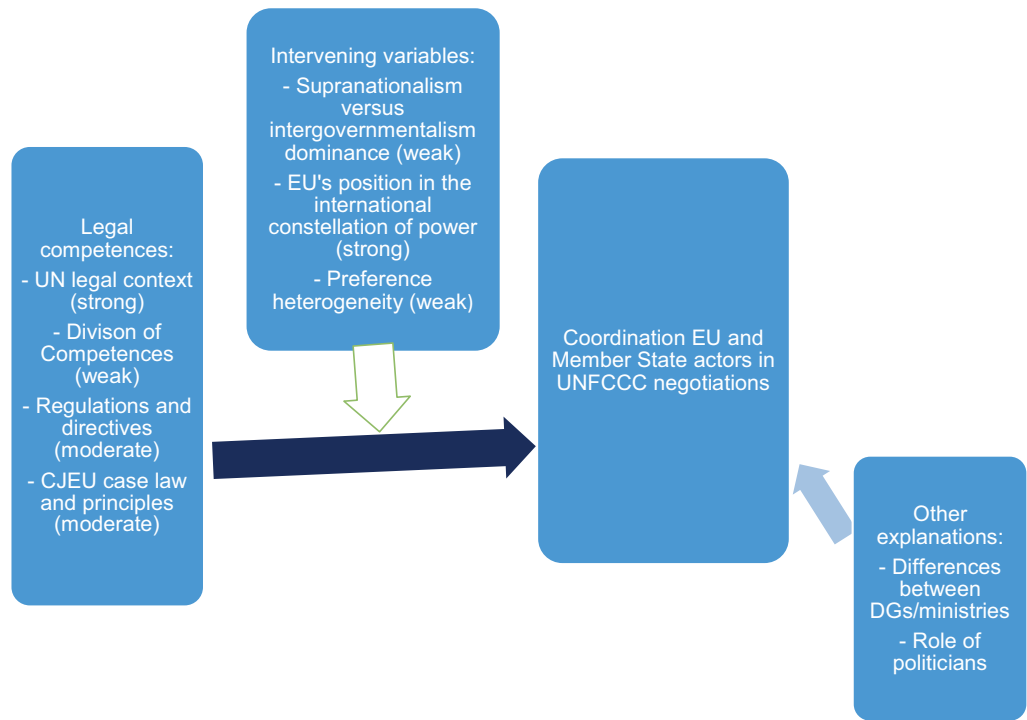 Intervening variables:
- Supranationalism
versus
intergovernmentalism
dominance (weak)
- EU's position in the
international
constellation of power
(strong)
- Preference
heterogeneity (weak)
Legal
competences:
- UN legal context
(strong)
- Divison of
Competences
(weak)
- Regulations and
directives
(moderate)
- CJEU case law
and principles
(moderate)
Coordination EU and
Member State actors in
UNFCCC negotiations
Other
explanations:
- Differences
between
DGs/ministries
- Role of
politicians